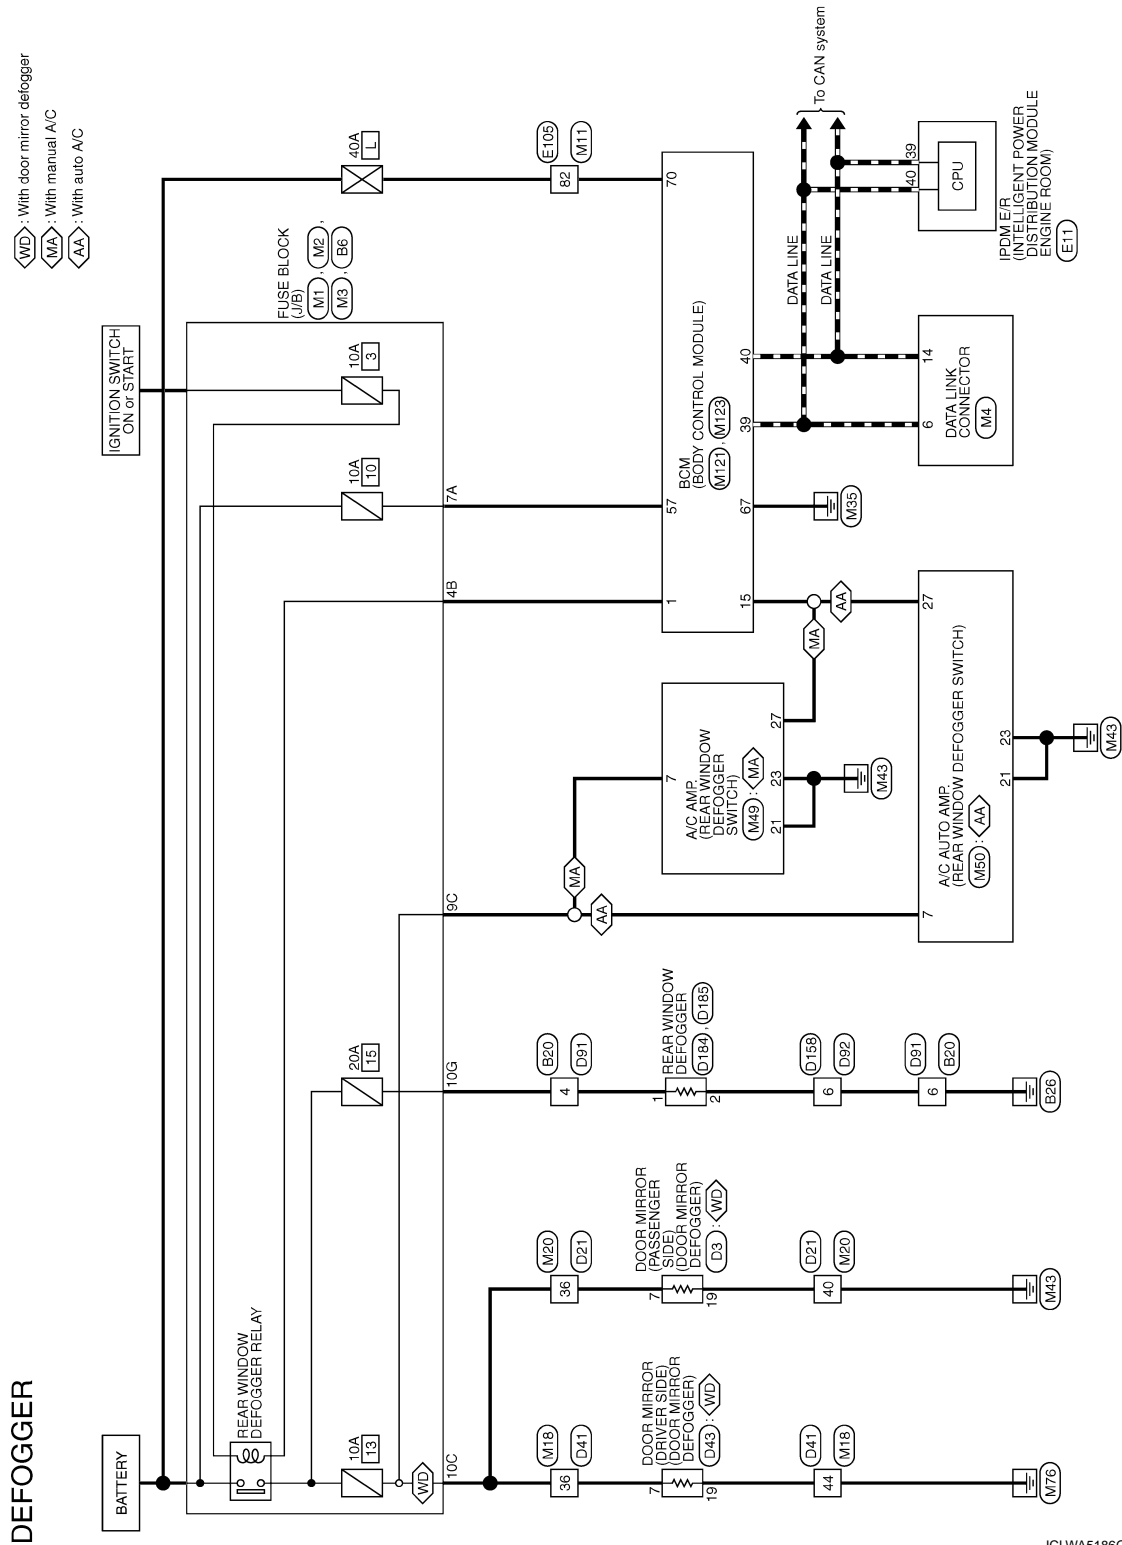 DEFOGGER
WD : With door mirror defogger
MA : With manual A/C
AA : With auto A/C
BATTERY
IGNITION SWITCH
ON or START
FUSE BLOCK
(J/B)
M1 , M2 ,
M3 , B6
REAR WINDOW
DEFOGGER RELAY
10A
13
20A
15
10A
10
10A
3
40A
L
WD
10C
10G
9C
4B
7A
M18
36
D41
M20
36
D21
B20
4
D91
E105
82
M11
MA
AA
7
DOOR MIRROR
(DRIVER SIDE)
(DOOR MIRROR
DEFOGGER)
D43 : WD
19
7
DOOR MIRROR
(PASSENGER
SIDE)
(DOOR MIRROR
DEFOGGER)
D3 : WD
19
1
REAR WINDOW
DEFOGGER
D184 , D185
2
7
A/C AMP.
(REAR WINDOW
DEFOGGER
SWITCH)
M49 : MA
21
23
27
1
57
70
BCM
(BODY CONTROL MODULE)
M121 , M123
15
67
39
40
D41
44
M18
D21
40
M20
D158
6
D92
D91
6
B20
M43
MA
AA
M35
DATA LINE
DATA LINE
To CAN system
7
27
A/C AUTO AMP.
(REAR WINDOW DEFOGGER SWITCH)
M50 : AA
21
23
6
14
DATA LINK
CONNECTOR
M4
40
39
CPU
IPDM E/R
(INTELLIGENT POWER
DISTRIBUTION MODULE
ENGINE ROOM)
E11
M76
M43
B26
M43